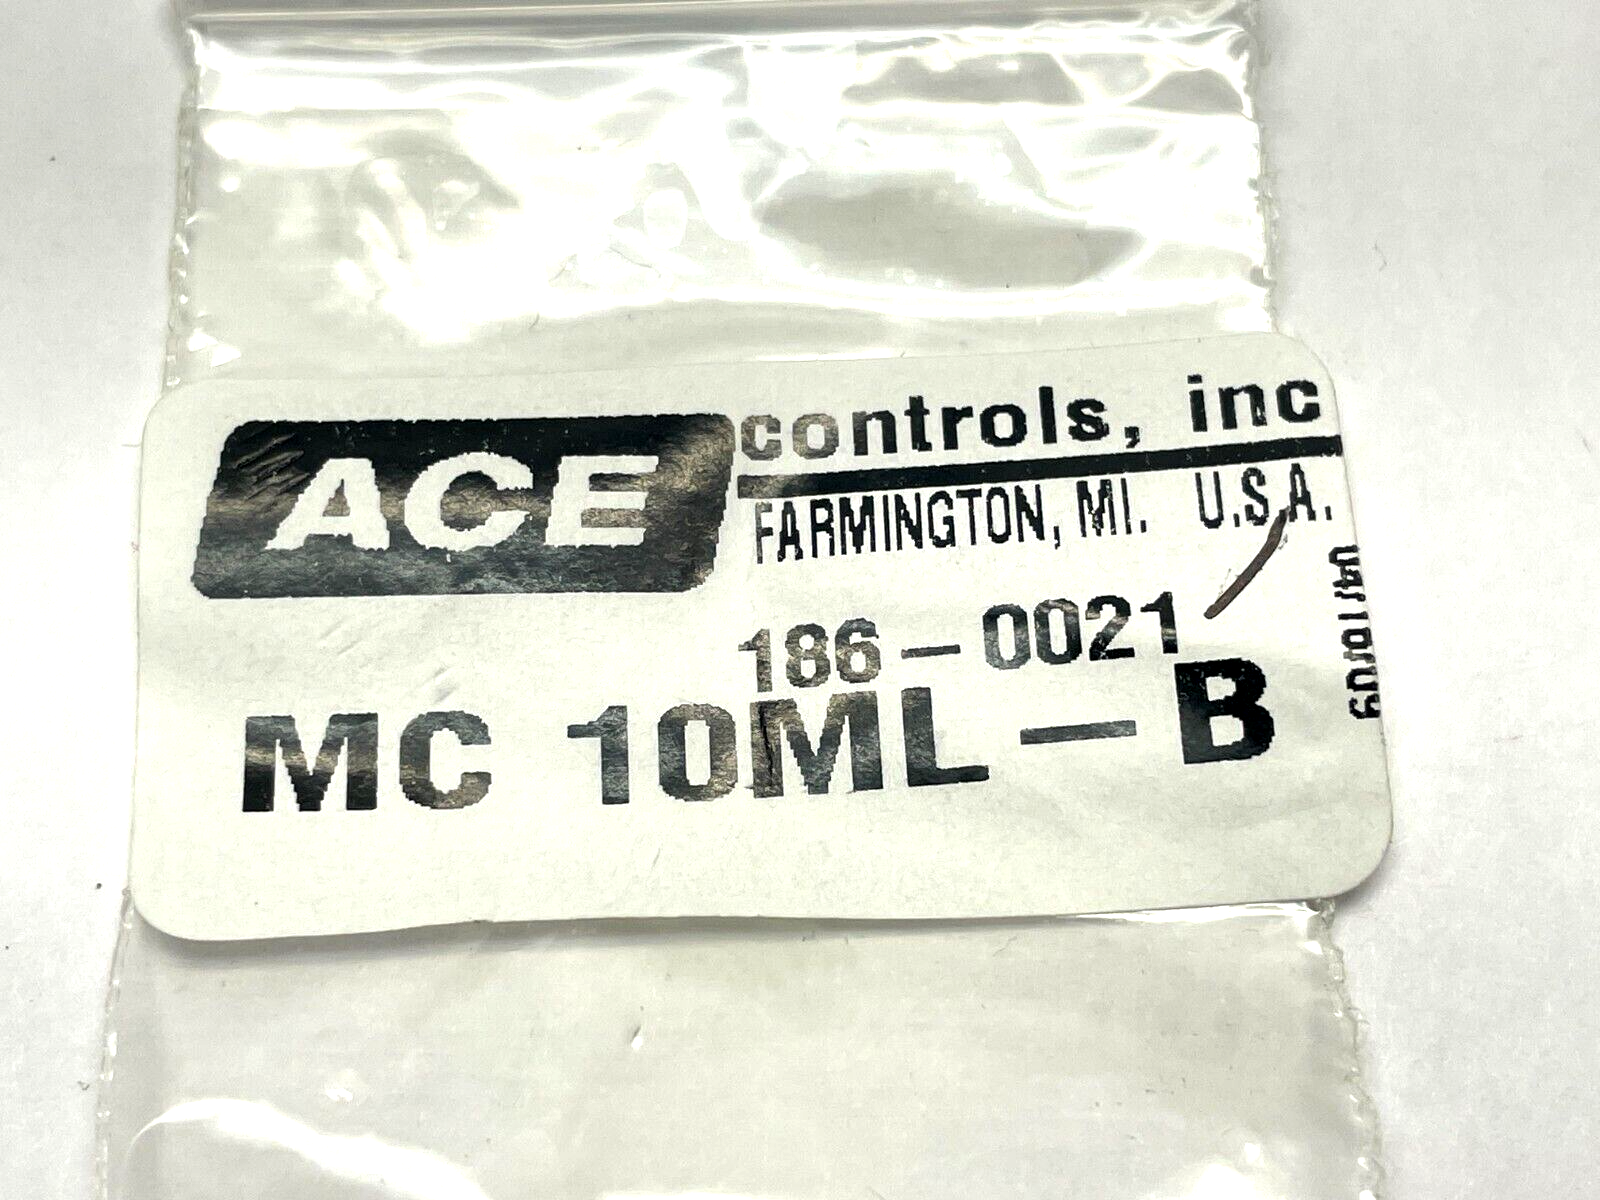 ACE controls, inc
FARMINGTON, MI. U.S.A.
186-0021
MC 10ML-B